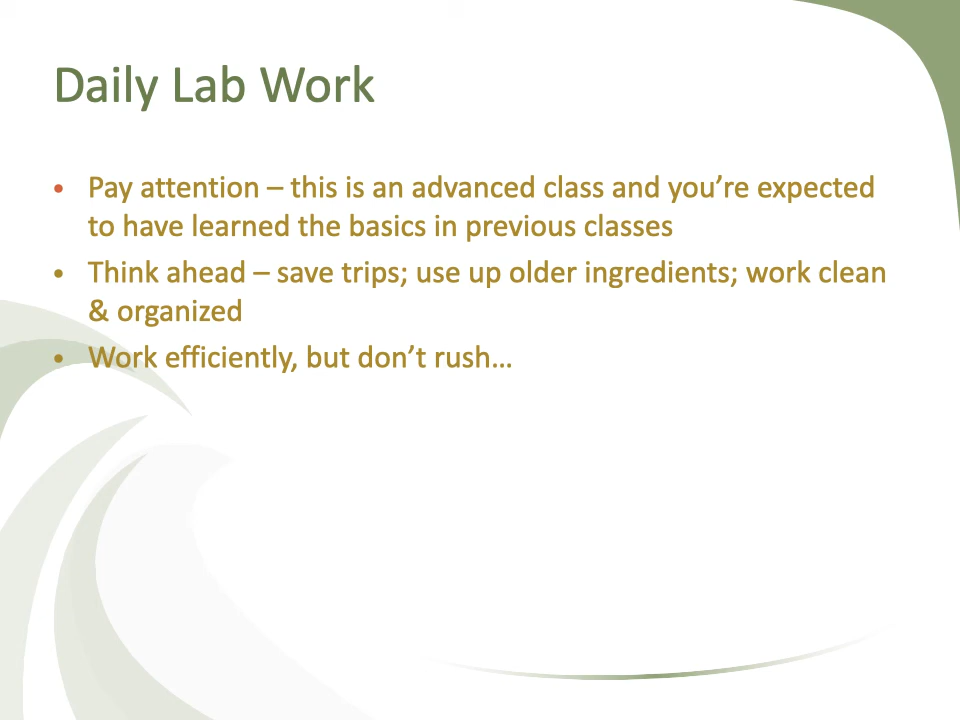 Daily Lab Work
• Pay attention – this is an advanced class and you’re expected
to have learned the basics in previous classes
• Think ahead – save trips; use up older ingredients; work clean
& organized
• Work efficiently, but don’t rush…